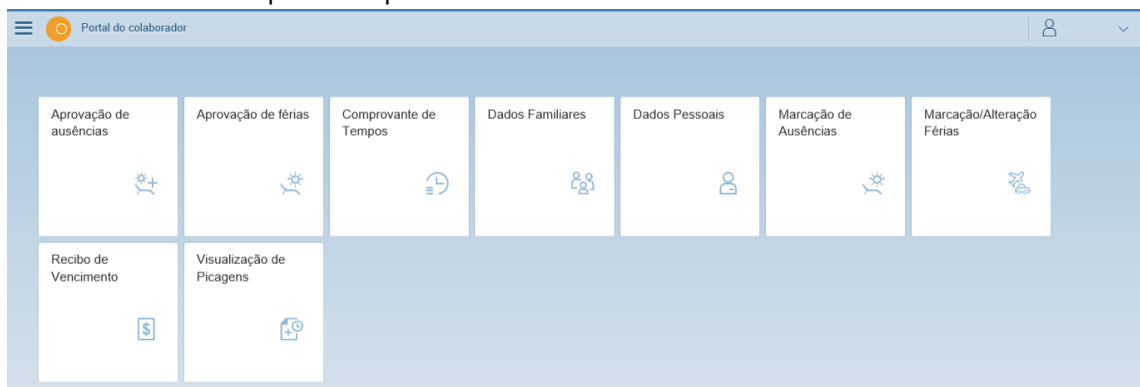 Portal do colaborador
Aprovação de
ausências
Aprovação de férias
Comprovante de
Tempos
Dados Familiares
Dados Pessoais
Marcação de
Ausências
Marcação/Alteração
Férias
Recibo de
Vencimento
Visualização de
Picagens